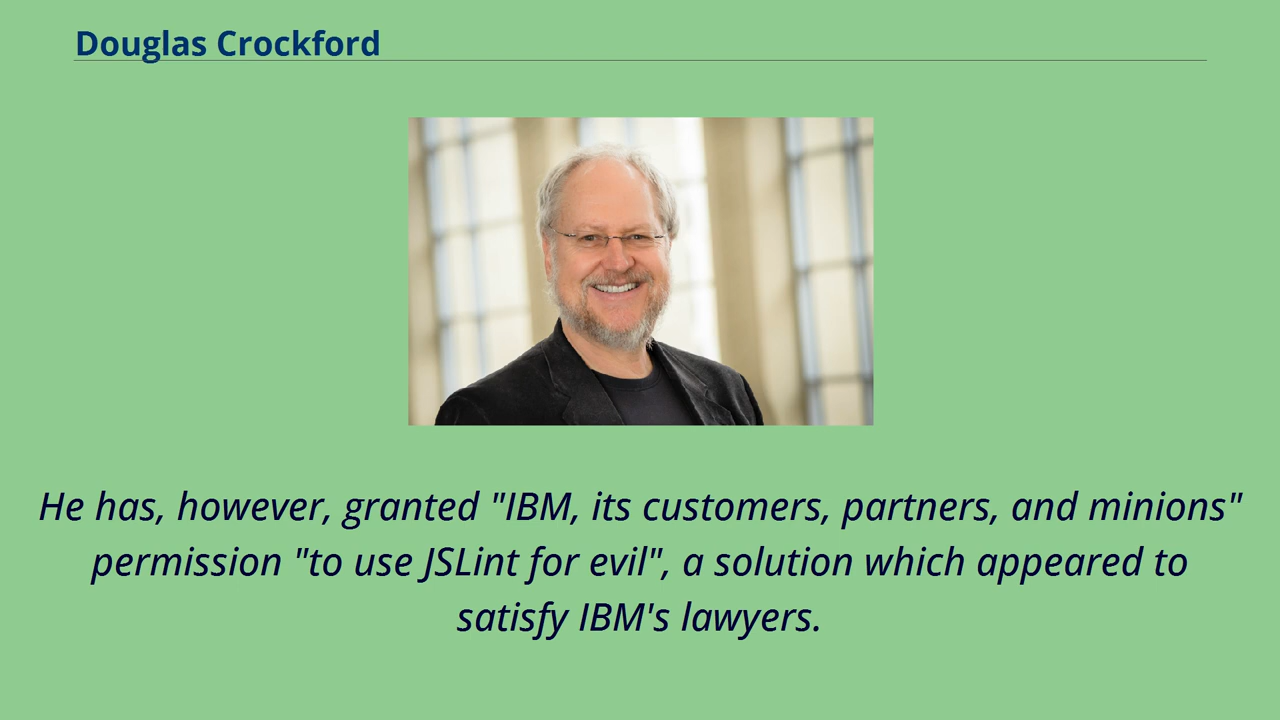 Douglas Crockford
He has, however, granted "IBM, its customers, partners, and minions"
permission "to use JSLint for evil", a solution which appeared to
satisfy IBM's lawyers.